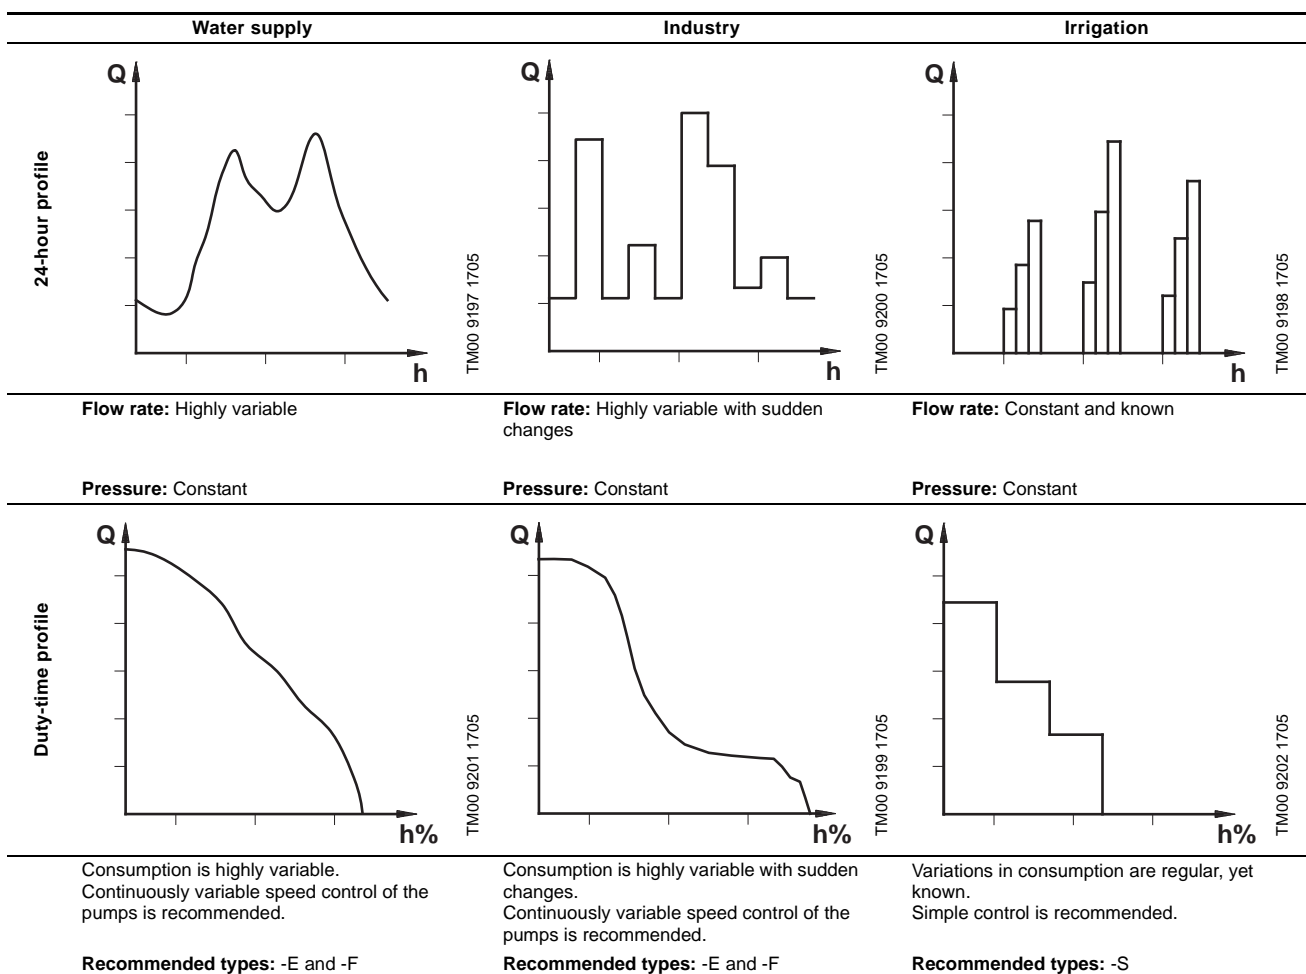 Water supply
Industry
Irrigation
24-hour profile
Q
h
TM00 9197 1705
Q
h
TM00 9200 1705
Q
h
TM00 9198 1705
Flow rate: Highly variable
Pressure: Constant
Flow rate: Highly variable with sudden
changes
Pressure: Constant
Flow rate: Constant and known
Pressure: Constant
Duty-time profile
Q
h%
TM00 9201 1705
Q
h%
TM00 9199 1705
Q
h%
TM00 9202 1705
Consumption is highly variable.
Continuously variable speed control of the
pumps is recommended.
Recommended types: -E and -F
Consumption is highly variable with sudden
changes.
Continuously variable speed control of the
pumps is recommended.
Recommended types: -E and -F
Variations in consumption are regular, yet
known.
Simple control is recommended.
Recommended types: -S